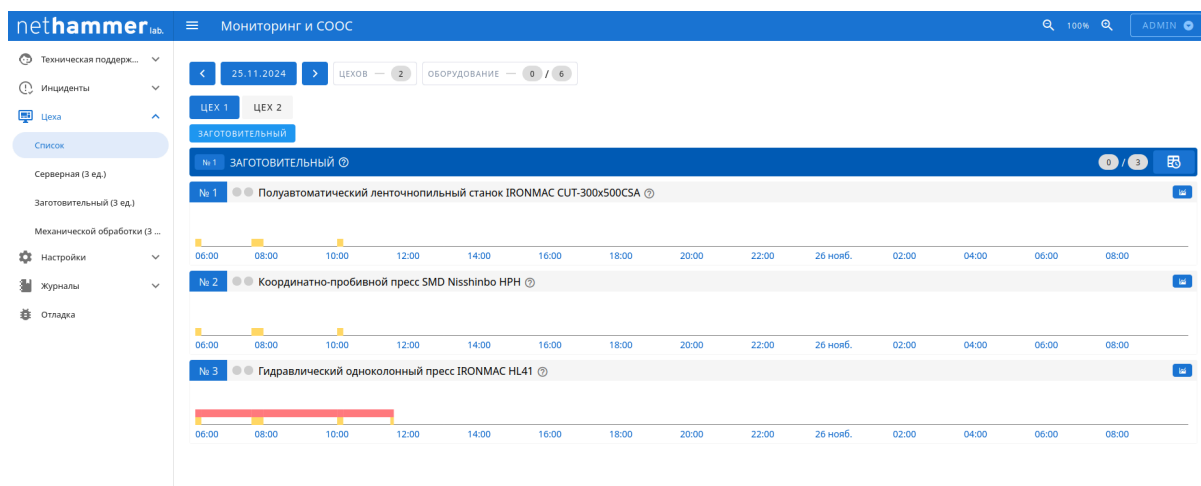 nethammer lab.
Мониторинг и СООС
100%
ADMIN
Техническая поддерж...
Инциденты
Цеха
Список
Серверная (3 ед.)
Заготовительный (3 ед.)
Механической обработки (3 ...
Настройки
Журналы
Отладка
25.11.2024
ЦЕХОВ — 2
ОБОРУДОВАНИЕ — 0 / 6
ЦЕХ 1 ЦЕХ 2
ЗАГОТОВИТЕЛЬНЫЙ
№ 1 ЗАГОТОВИТЕЛЬНЫЙ 0 / 3
№ 1 Полуавтоматический ленточнопильный станок IRONMAC CUT-300x500CSA
06:00 08:00 10:00 12:00 14:00 16:00 18:00 20:00 22:00 26 нояб. 02:00 04:00 06:00 08:00
№ 2 Координатно-пробивной пресс SMD Nisshinbo HPH
06:00 08:00 10:00 12:00 14:00 16:00 18:00 20:00 22:00 26 нояб. 02:00 04:00 06:00 08:00
№ 3 Гидравлический одноколонный пресс IRONMAC HL41
06:00 08:00 10:00 12:00 14:00 16:00 18:00 20:00 22:00 26 нояб. 02:00 04:00 06:00 08:00